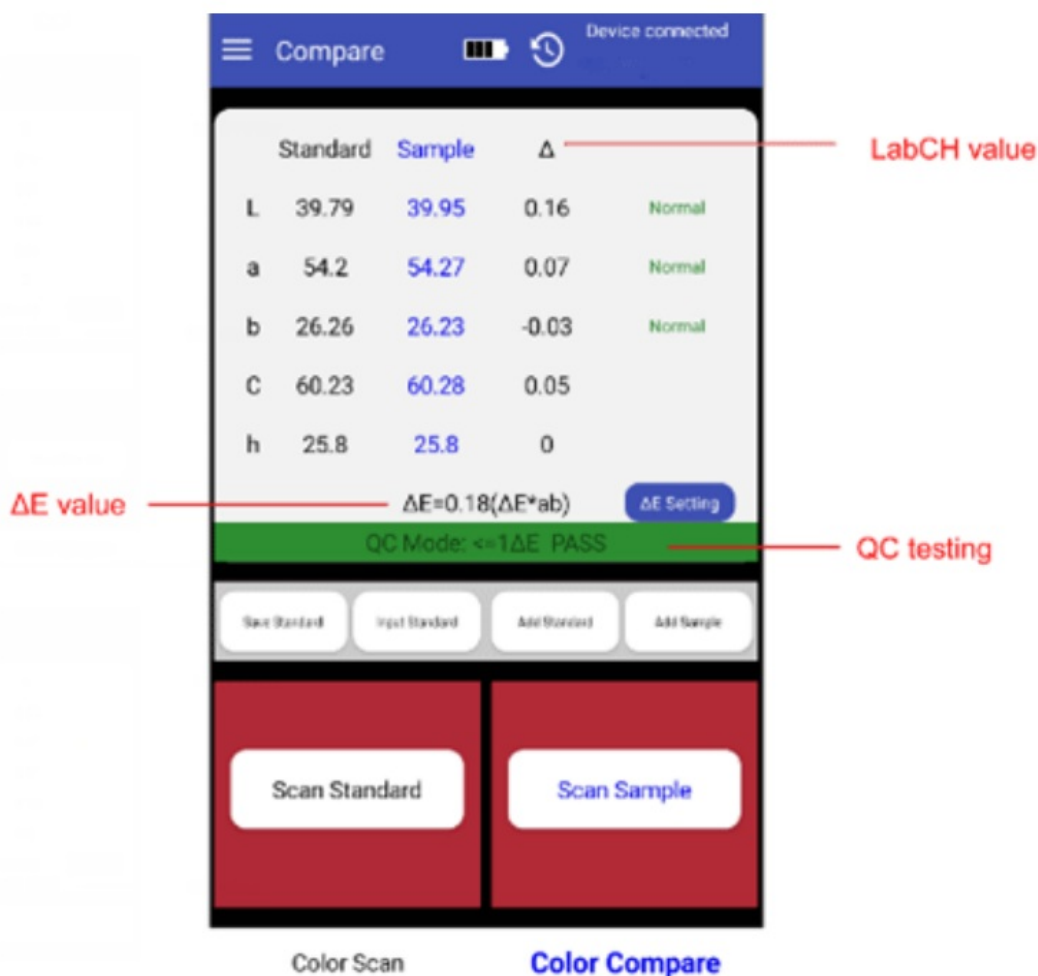 Device connected
Compare
Standard Sample Δ
LabCH value
L 39.79 39.95 0.16 Normal
a 54.2 54.27 0.07 Normal
b 26.26 26.23 -0.03 Normal
C 60.23 60.28 0.05
h 25.8 25.8 0
ΔE value
ΔE=0.18(ΔE*ab) ΔE Setting
QC Mode: <=1ΔE PASS
QC testing
Save Standard Input Standard Add Standard Add Sample
Scan Standard Scan Sample
Color Scan Color Compare